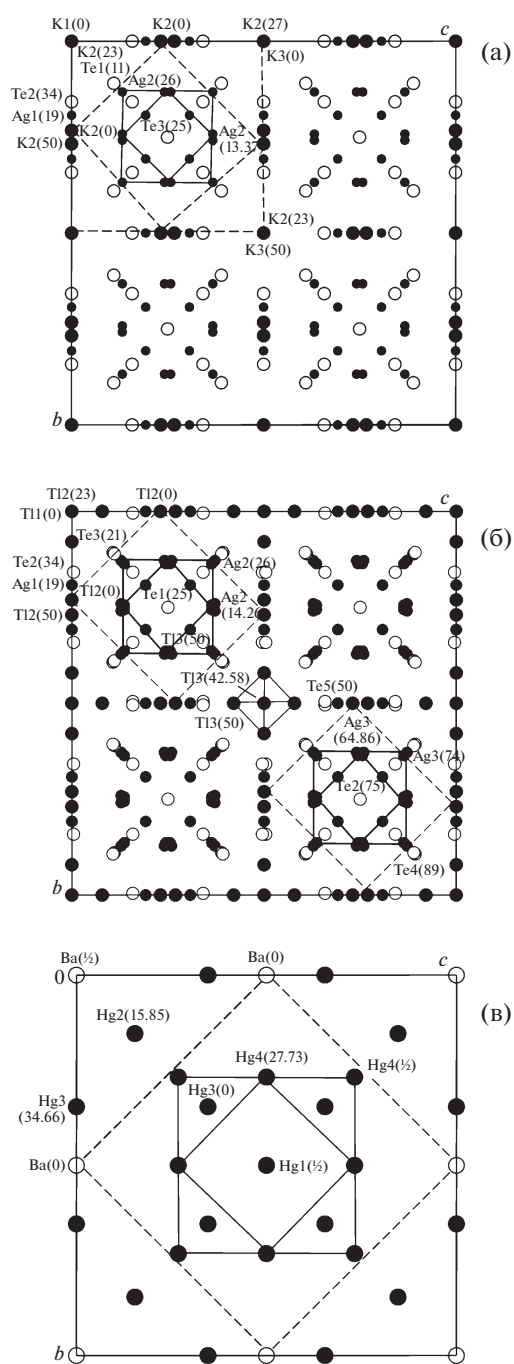 K1(0) K2(0) K2(27) c (а)
K2(23) K3(0)
Te1(11)
Ag2(26)
Te2(34)
Ag1(19)
K2(0) Te3(25) Ag2
K2(50) (13.37)
K2(23)
K3(50)
b
Tl2(23) Tl2(0) c
Tl1(0) (б)
Te3(21)
Te2(34) Ag2(26)
Ag1(19) Tl2(0) Te1(25) Ag2
Tl2(50) (14.26)
Tl3(50)
Tl3(42.58)
Te5(50)
Tl3(50) Ag3
(64.86)
Ag3(74)
Te2(75)
Te4(89)
b
Ba(½) Ba(0) c
0 (в)
Hg2(15.85)
Hg4(27.73) Hg4(½)
Hg3 Hg3(0)
(34.66)
Ba(0) Hg1(½)
b